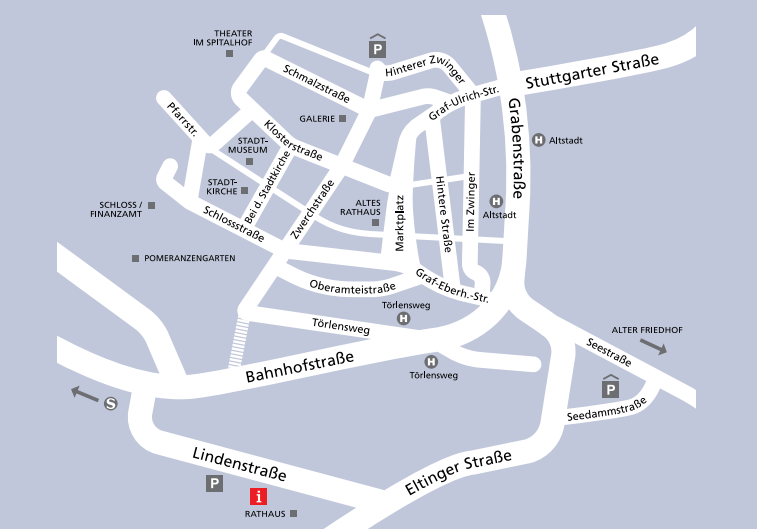 THEATER
IM SPITALHOF
P
Hinterer Zwinger
Stuttgarter Straße
Schmalzstraße
Graf-Ulrich-Str.
Pfarrstr.
GALERIE
Klosterstraße
Grabenstraße
H Altstadt
STADT-
MUSEUM
Bei d. Stadtkirche
STADT-
KIRCHE
Zwerchstraße
ALTES
RATHAUS
Marktplatz
Hintere Straße
Im Zwinger
H
Altstadt
SCHLOSS /
FINANZAMT
Schlossstraße
POMERANZENGARTEN
Oberamteistraße
Graf-Eberh.-Str.
Törlensweg
H
Törlensweg
ALTER FRIEDHOF
Seestraße
Bahnhofstraße
H
Törlensweg
P
S
Seedammstraße
Lindenstraße
Eltinger Straße
P
i
RATHAUS